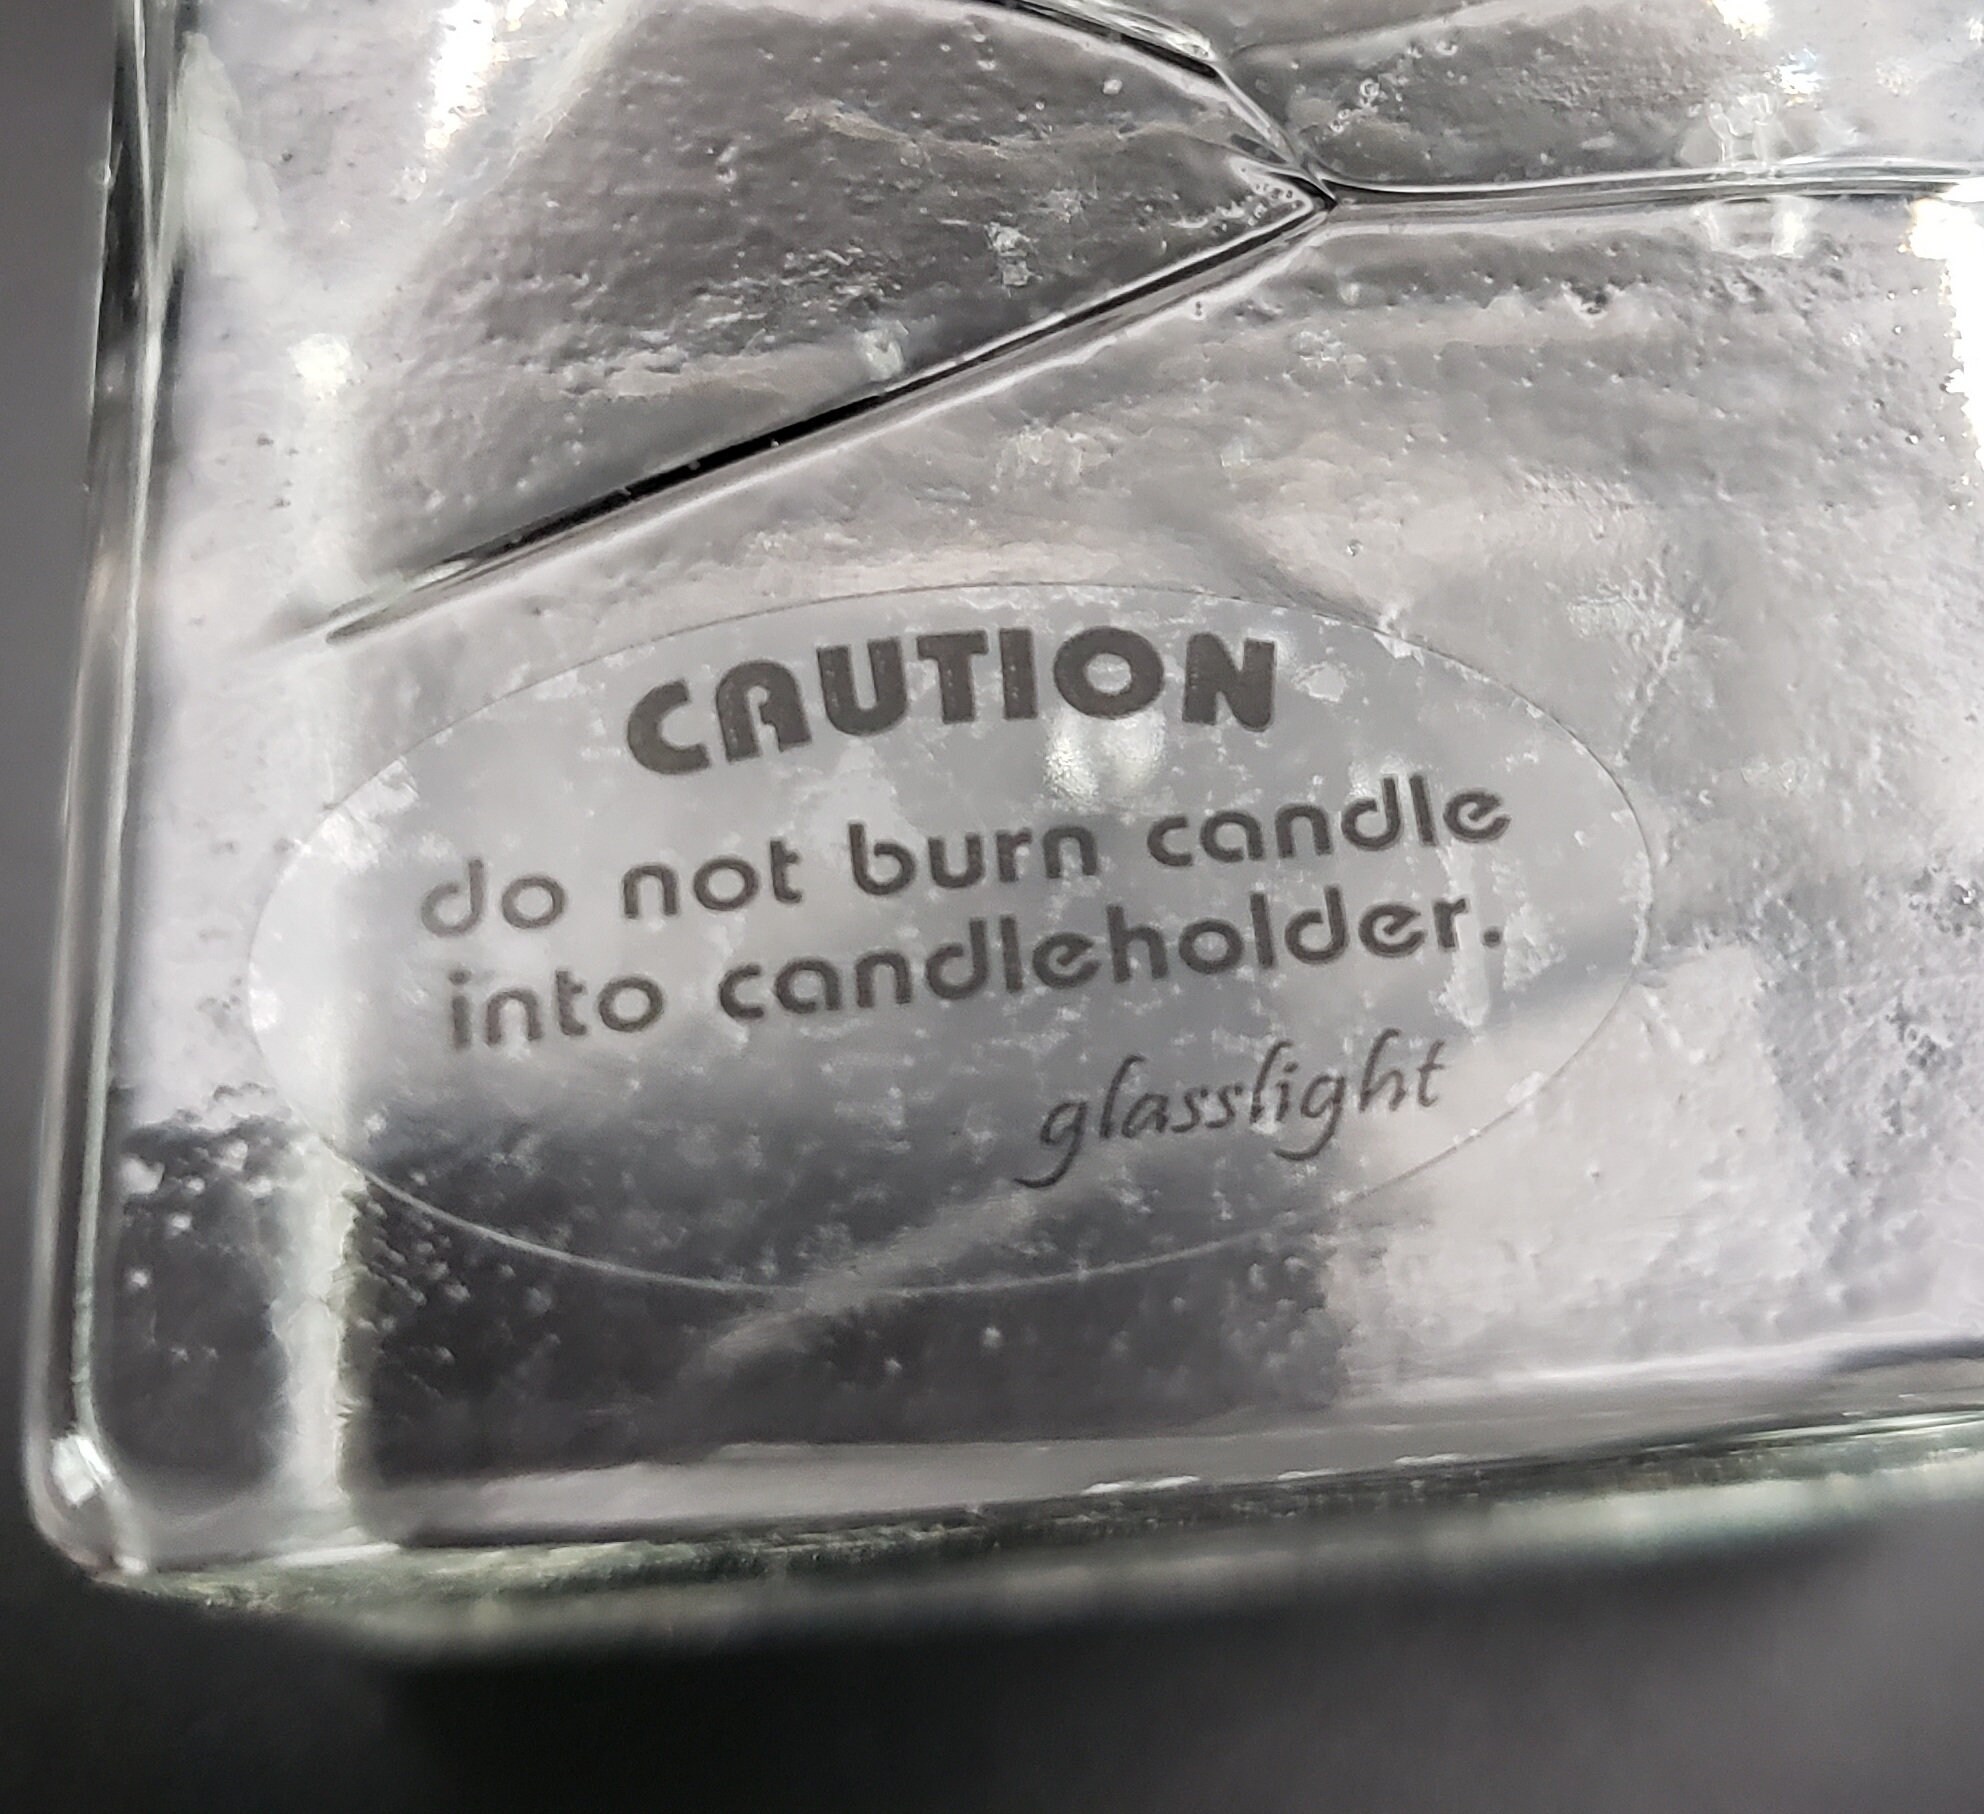 CAUTION
do not burn candle
into candleholder.
glasslight